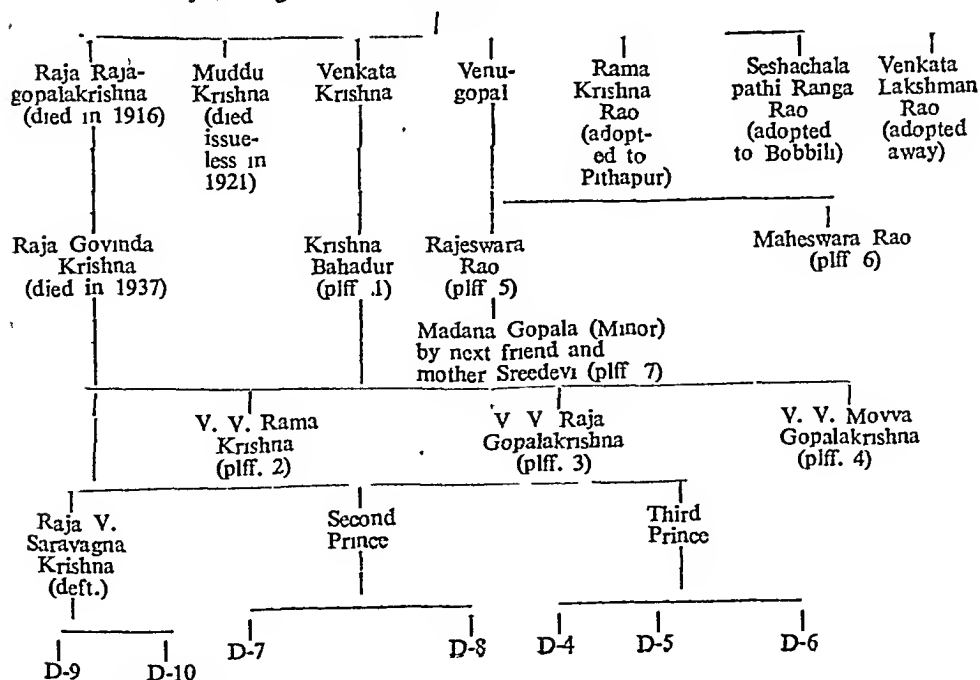 Raja Raja-
gopalakrishna
(died in 1916)
Muddu
Krishna
(died
issue-
less in
1921)
Venkata
Krishna
Venu-
gopal
Rama
Krishna
Rao
(adopt-
ed to
Pithapur)
Seshachala
pathi Ranga
Rao
(adopted
to Bobbili)
Venkata
Lakshman
Rao
(adopted
away)
Raja Govinda
Krishna
(died in 1937)
Krishna
Bahadur
(plff .1)
Rajeswara
Rao
(plff 5)
Maheswara Rao
(plff 6)
Madana Gopala (Minor)
by next friend and
mother Sreedevi (plff 7)
V. V. Rama
Krishna
(plff. 2)
V V Raja
Gopalakrishna
(plff. 3)
V. V. Movva
Gopalakrishna
(plff. 4)
Raja V.
Saravagna
Krishna
(deft.)
Second
Prince
Third
Prince
D-9
D-10
D-7
D-8
D-4
D-5
D-6